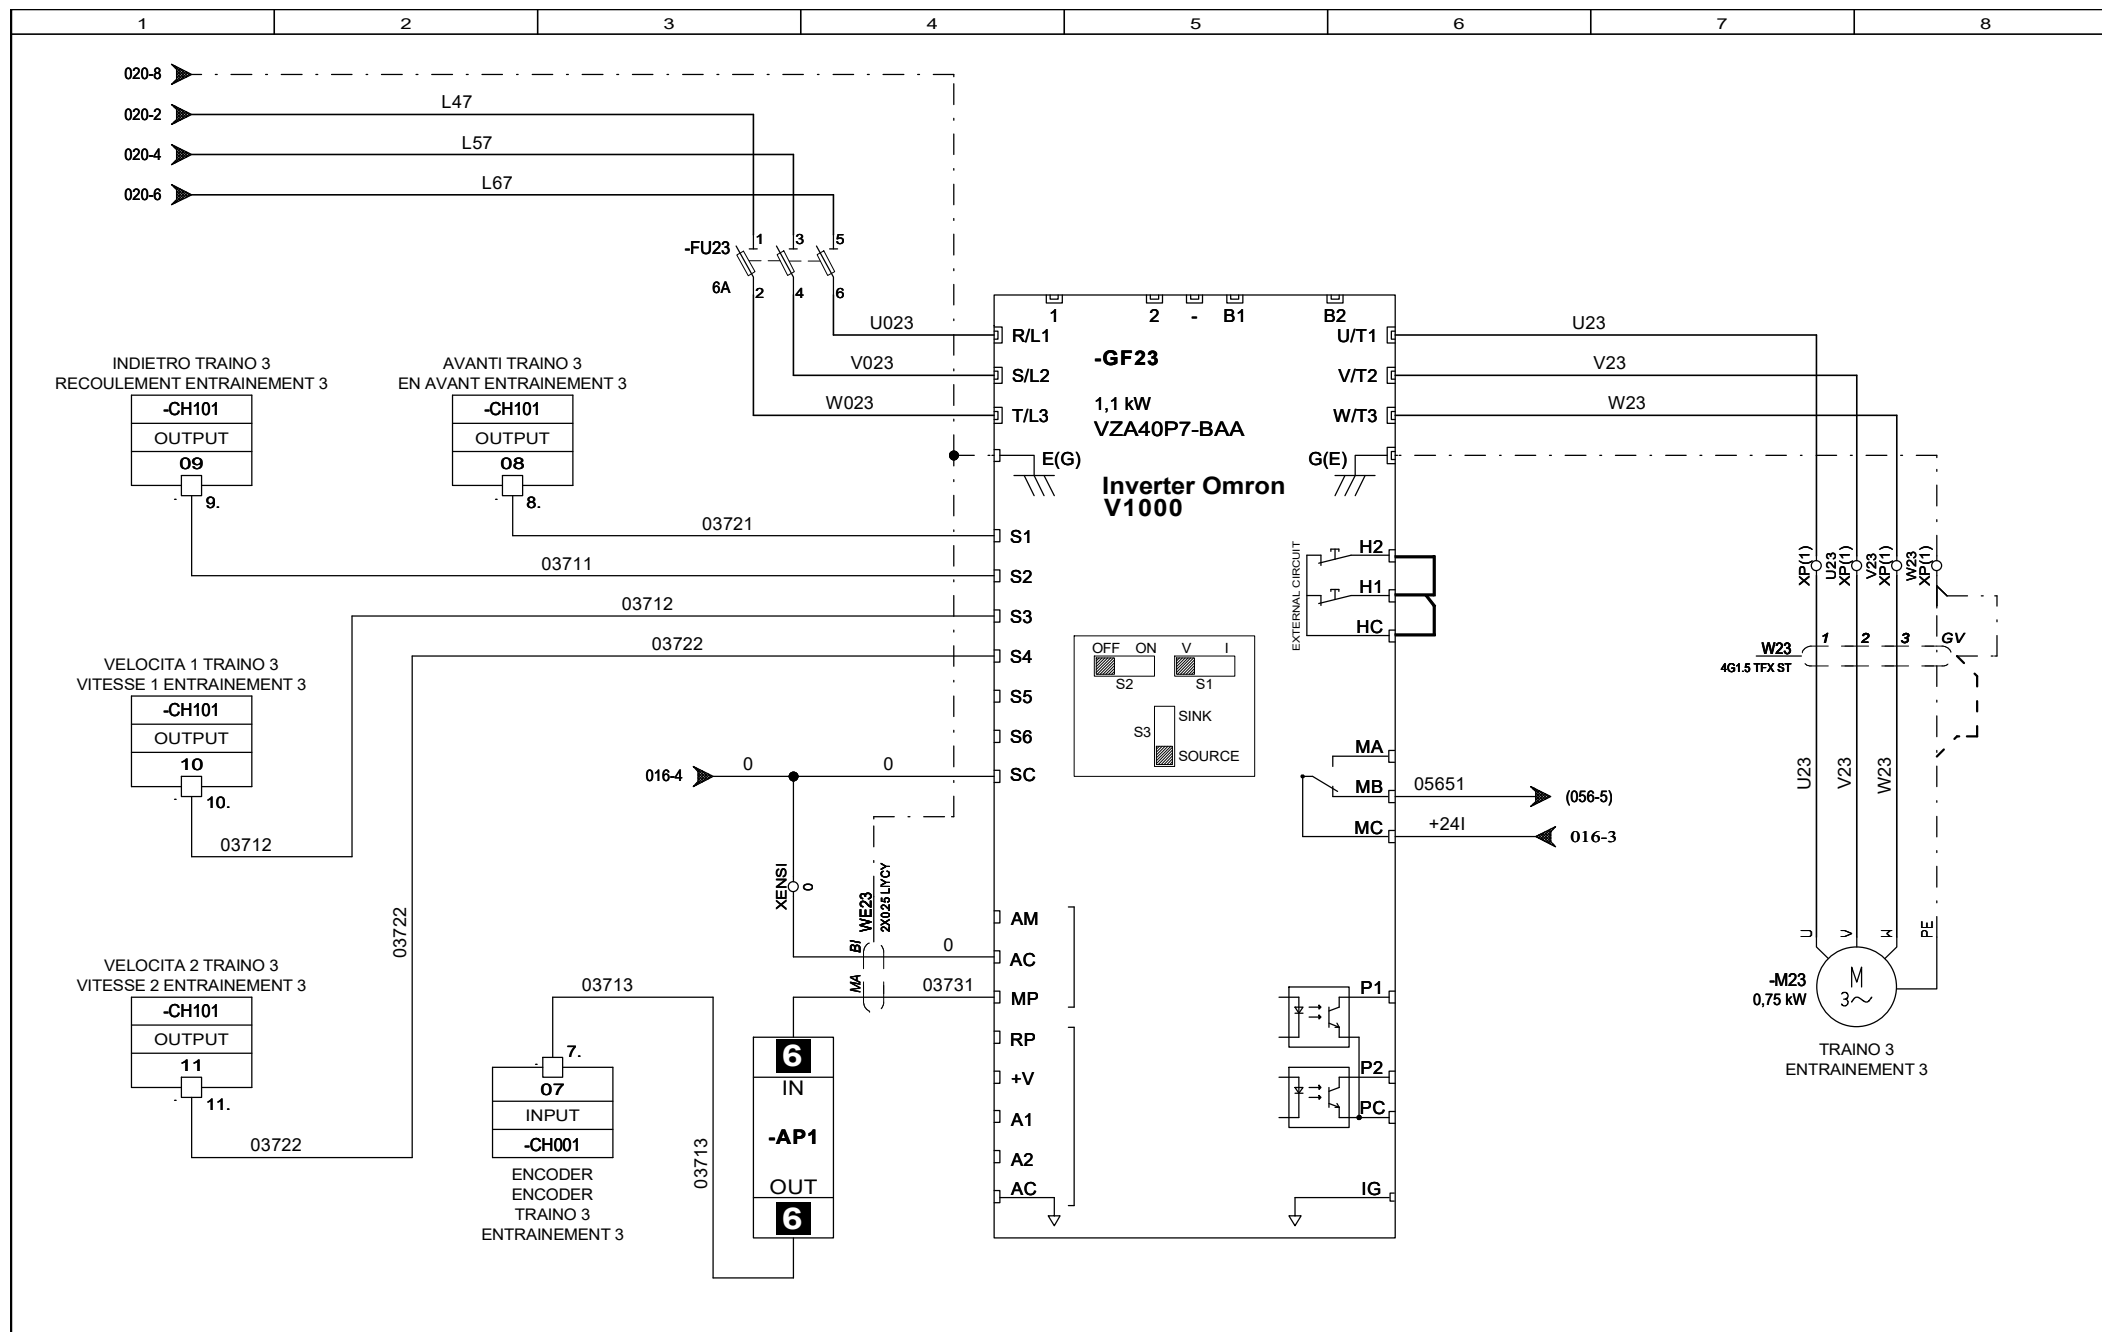 1 2 3 4 5 6 7 8
020-8
020-2 L47
020-4 L57
020-6 L67
-FU23
6A
1 3 5
2 4 6
U023
V023
W023
1 2 - B1 B2
R/L1
S/L2
T/L3
E(G)
-GF23
1,1 kW
VZA40P7-BAA
Inverter Omron
V1000
U/T1
V/T2
W/T3
G(E)
U23
V23
W23
INDIETRO TRAINO 3
RECOULEMENT ENTRAINEMENT 3
-CH101
OUTPUT
09
9.
AVANTI TRAINO 3
EN AVANT ENTRAINEMENT 3
-CH101
OUTPUT
08
8.
03721
03711
03712
03722
S1
S2
S3
S4
S5
S6
SC
EXTERNAL CIRCUIT
H2
H1
HC
OFF ON
S2
V I
S1
S3
SINK
SOURCE
VELOCITA 1 TRAINO 3
VITESSE 1 ENTRAINEMENT 3
-CH101
OUTPUT
10
10.
03712
016-4 0 0
MA
MB 05651 (056-5)
MC +24I 016-3
XP(1)
U23
XP(1)
V23
XP(1)
W23
XP(1)
W23
4G1.5 TFX ST
1 2 3 GV
U23
V23
W23
U
V
W
PE
-M23
0,75 kW
M
3~
TRAINO 3
ENTRAINEMENT 3
XENSI
0
WE23
2X0.25 LIYCY
BI
MA
0
03731
AM
AC
MP
RP
+V
A1
A2
AC
P1
P2
PC
IG
03722
VELOCITA 2 TRAINO 3
VITESSE 2 ENTRAINEMENT 3
-CH101
OUTPUT
11
11.
03722
03713
7.
07
INPUT
-CH001
ENCODER
ENCODER
TRAINO 3
ENTRAINEMENT 3
03713
6
IN
-AP1
OUT
6